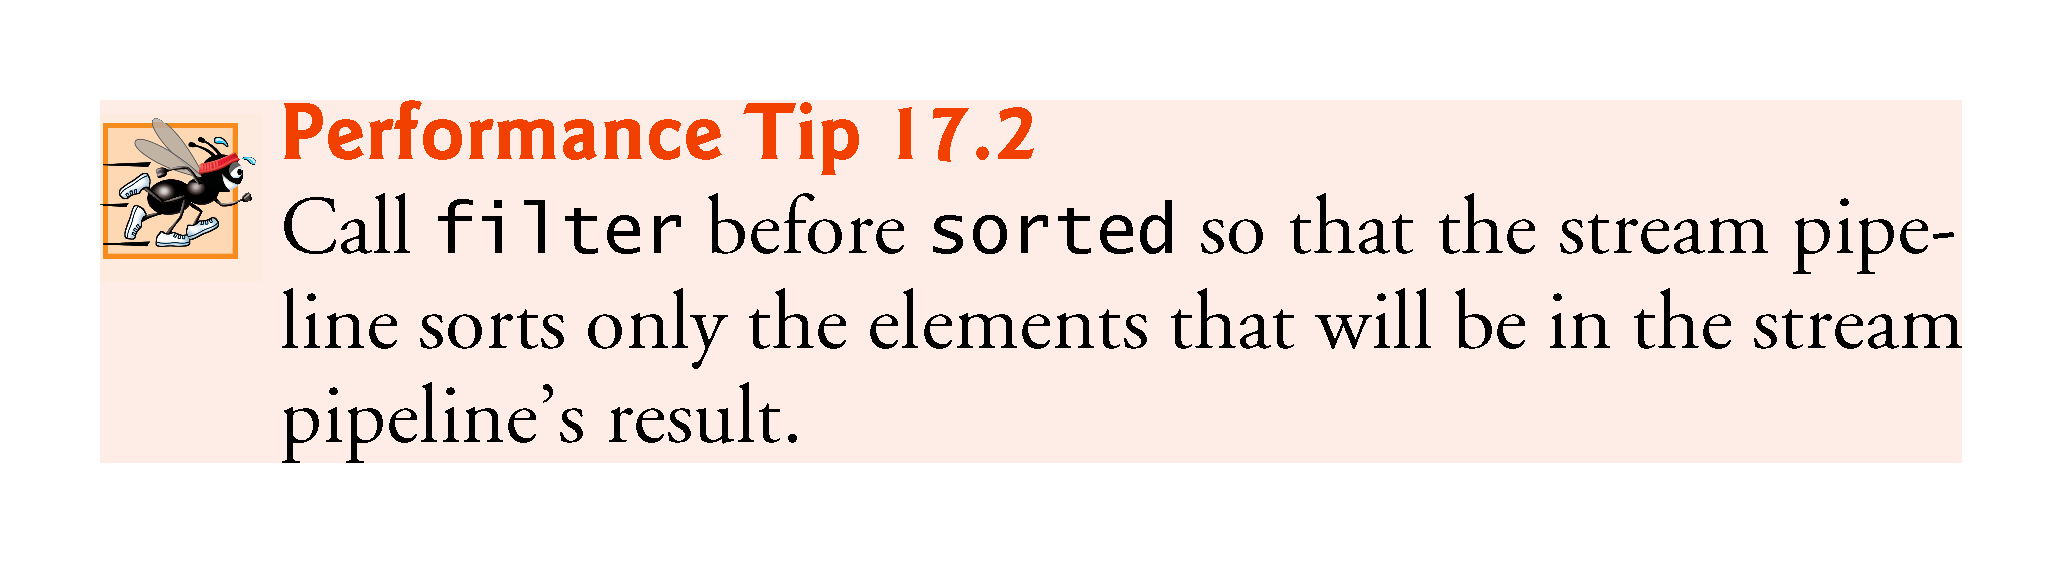 Performance Tip 17.2
Call filter before sorted so that the stream pipe-
line sorts only the elements that will be in the stream
pipeline’s result.